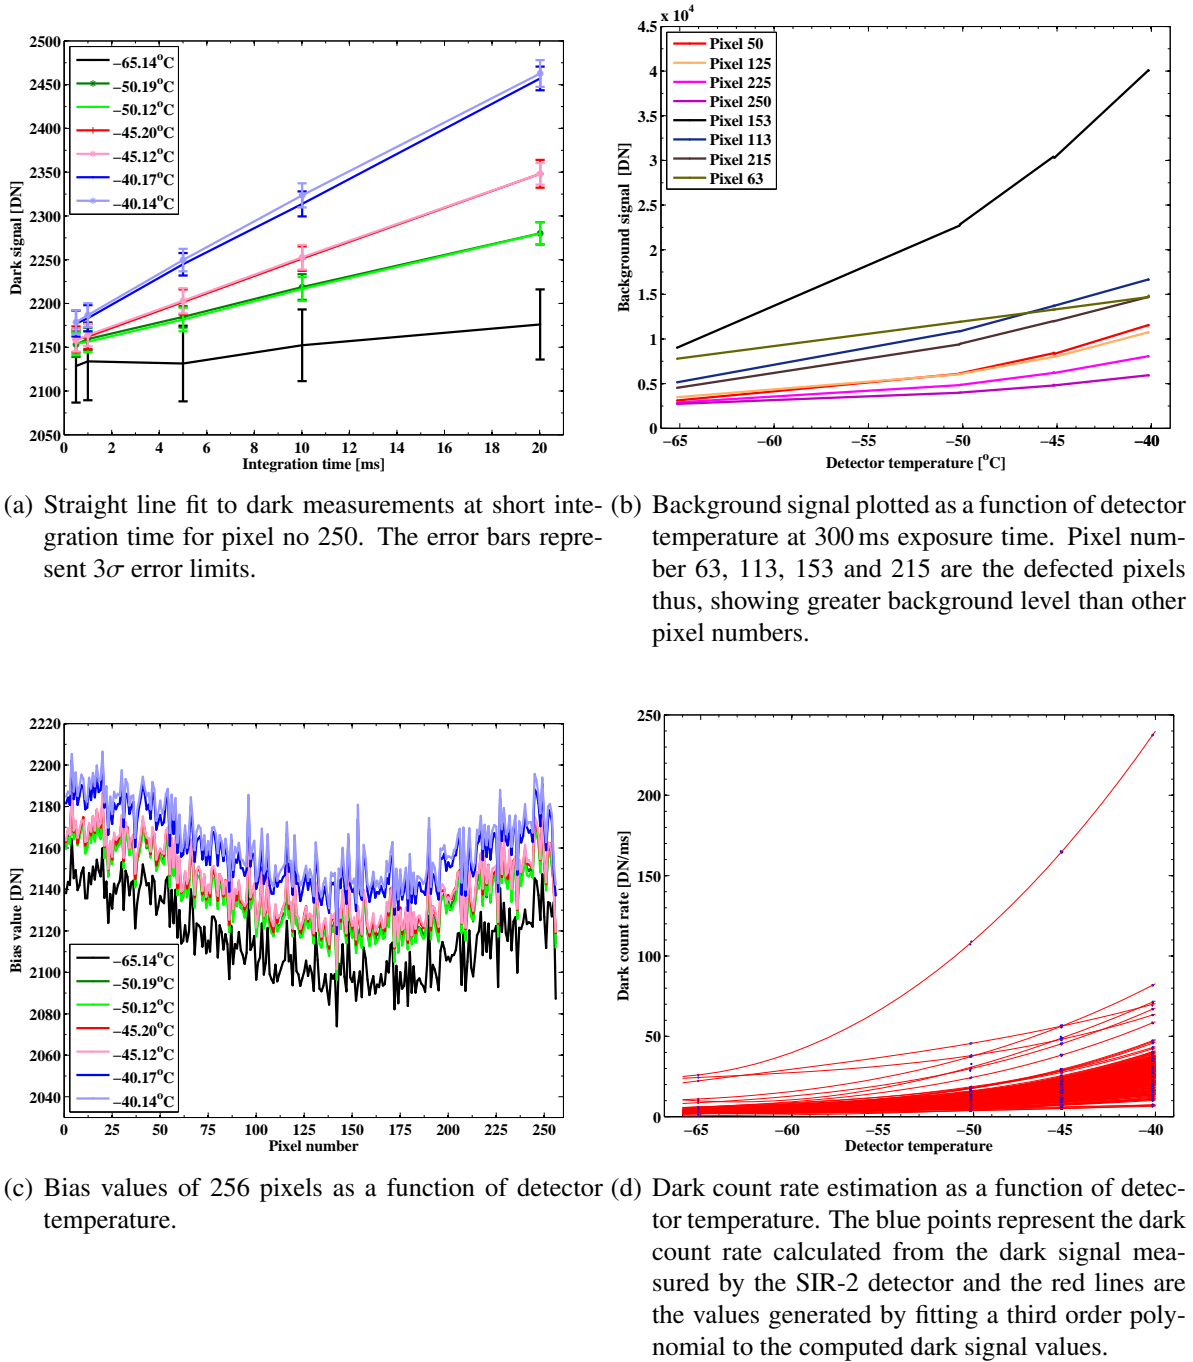 2500
2450
2400
2350
2300
2250
2200
2150
2100
2050
0 2 4 6 8 10 12 14 16 18 20
Integration time [ms]
Dark signal [DN]
−65.14°C
−50.19°C
−50.12°C
−45.20°C
−45.12°C
−40.17°C
−40.14°C
x 10⁴
4.5
4
3.5
3
2.5
2
1.5
1
0.5
0
−65 −60 −55 −50 −45 −40
Detector temperature [°C]
Background signal [DN]
Pixel 50
Pixel 125
Pixel 225
Pixel 250
Pixel 153
Pixel 113
Pixel 215
Pixel 63
(a) Straight line fit to dark measurements at short inte-
gration time for pixel no 250. The error bars repre-
sent 3σ error limits.
(b) Background signal plotted as a function of detector
temperature at 300 ms exposure time. Pixel num-
ber 63, 113, 153 and 215 are the defected pixels
thus, showing greater background level than other
pixel numbers.
2220
2200
2180
2160
2140
2120
2100
2080
2060
2040
0 25 50 75 100 125 150 175 200 225 250
Pixel number
Bias value [DN]
−65.14°C
−50.19°C
−50.12°C
−45.20°C
−45.12°C
−40.17°C
−40.14°C
250
200
150
100
50
0
−65 −60 −55 −50 −45 −40
Detector temperature
Dark count rate [DN/ms]
(c) Bias values of 256 pixels as a function of detector
temperature.
(d) Dark count rate estimation as a function of detec-
tor temperature. The blue points represent the dark
count rate calculated from the dark signal mea-
sured by the SIR-2 detector and the red lines are
the values generated by fitting a third order poly-
nomial to the computed dark signal values.